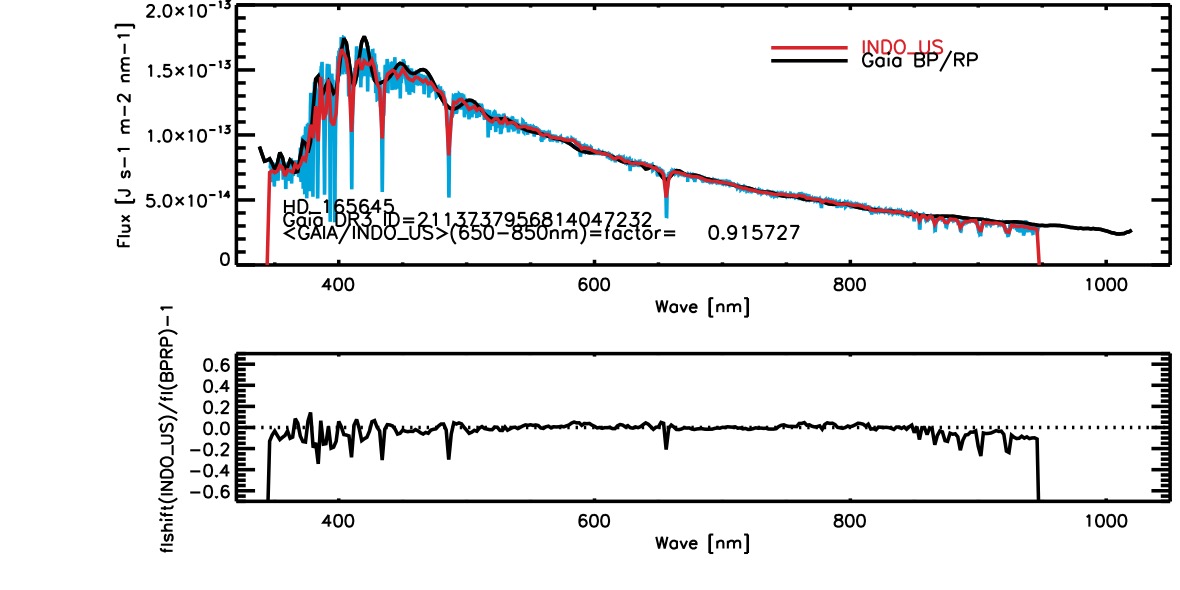 2.0×10−13
1.5×10−13
1.0×10−13
5.0×10−14
0
Flux [J s−1 m−2 nm−1]
INDO_US
Gaia BP/RP
HD_165645
Gaia DR3 ID=2113737956814047232
<GAIA/INDO_US>(650−850nm)=factor= 0.915727
400 600 800 1000
Wave [nm]
flshift(INDO_US)/fl(BPRP)−1
0.6
0.4
0.2
0.0
−0.2
−0.4
−0.6
400 600 800 1000
Wave [nm]